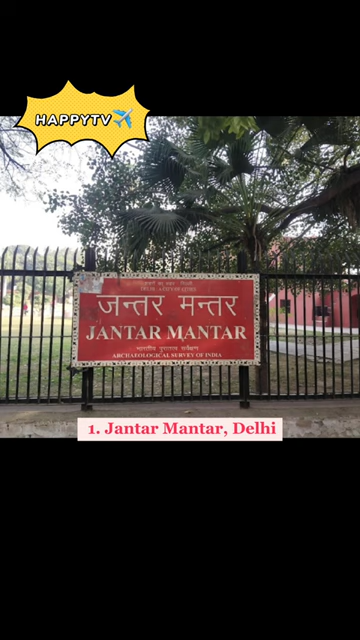 HAPPYTV✈
जन्तर मन्तर
JANTAR MANTAR
भारतीय पुरातत्व सर्वेक्षण
ARCHAEOLOGICAL SURVEY OF INDIA
1. Jantar Mantar, Delhi